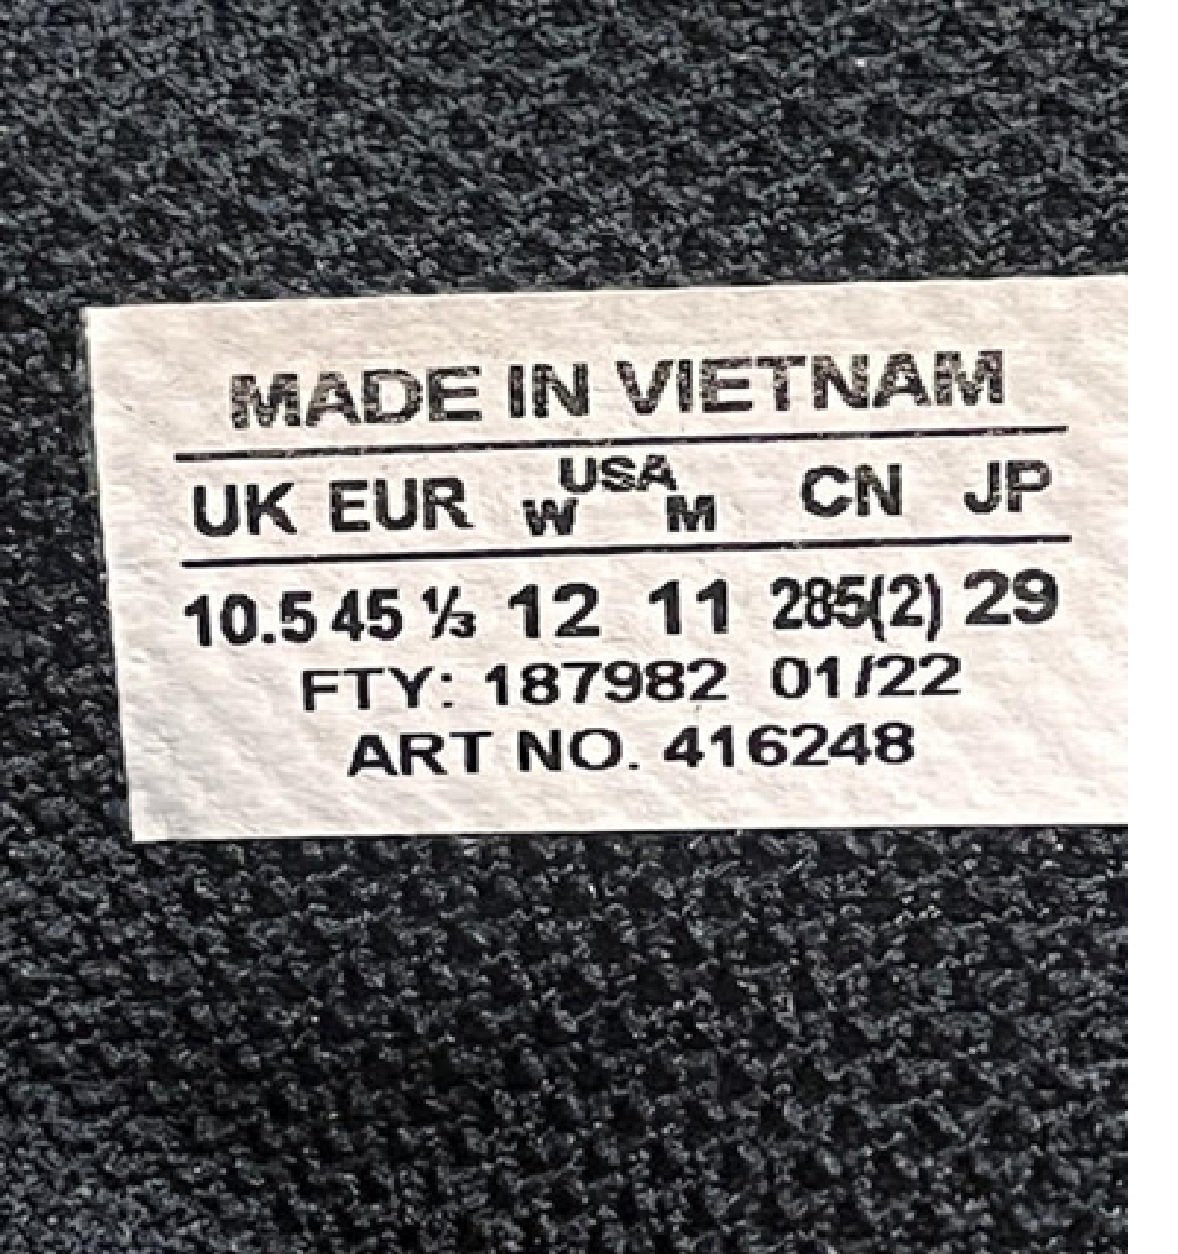 MADE IN VIETNAM
UK EUR USA W M CN JP
10.5 45 ⅓ 12 11 285(2) 29
FTY: 187982 01/22
ART NO. 416248